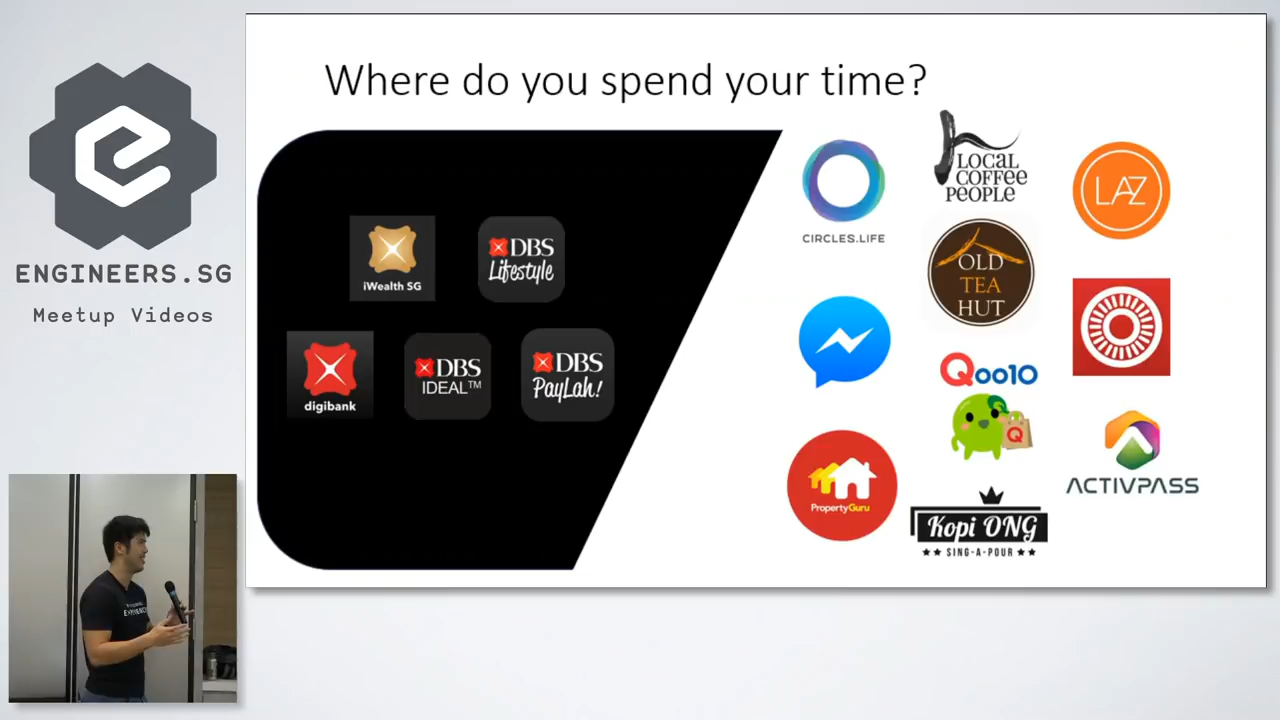 ENGINEERS.SG
Meetup Videos
Where do you spend your time?
iWealth SG
DBS
Lifestyle
digibank
DBS
IDEAL™
DBS
PayLah!
CIRCLES.LIFE
LOCAL
COFFEE
PEOPLE
LAZ
OLD
TEA
HUT
Qoo10
Q
PropertyGuru
Kopi ONG
★★ SING-A-POUR ★★
ACTIVPASS